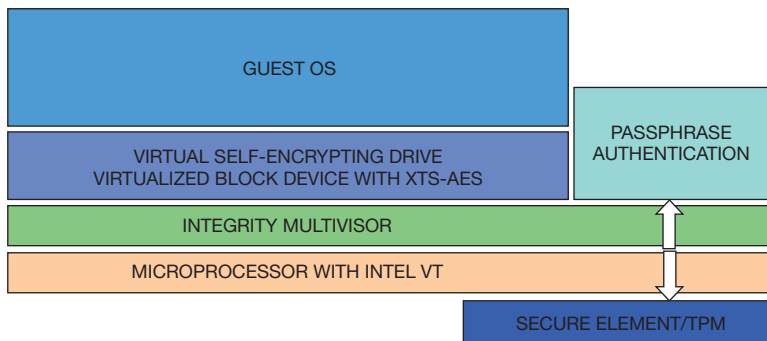 GUEST OS
PASSPHRASE
AUTHENTICATION
VIRTUAL SELF-ENCRYPTING DRIVE
VIRTUALIZED BLOCK DEVICE WITH XTS-AES
INTEGRITY MULTIVISOR
MICROPROCESSOR WITH INTEL VT
SECURE ELEMENT/TPM